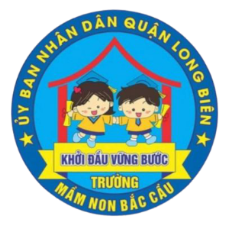 ỦY BAN NHÂN DÂN QUẬN LONG BIÊN
KHỞI ĐẦU VỮNG BƯỚC
TRƯỜNG
MẦM NON BẮC CẦU